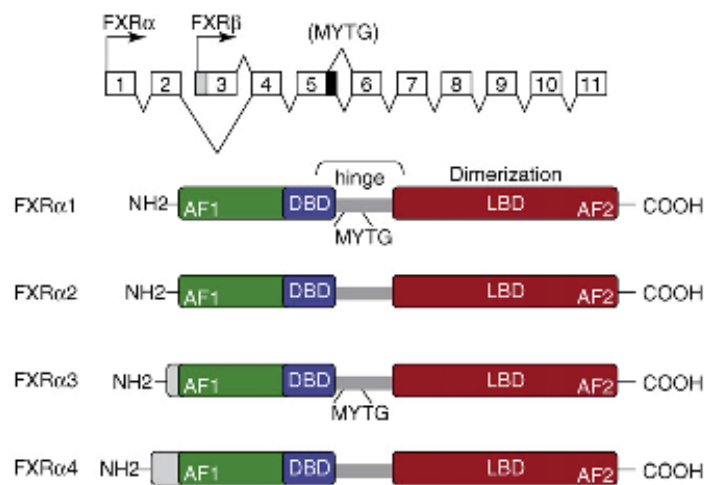 FXRα FXRβ (MYTG)
1 2 3 4 5 6 7 8 9 10 11
hinge Dimerization
FXRα1 NH2 AF1 DBD LBD AF2 COOH
MYTG
FXRα2 NH2 AF1 DBD LBD AF2 COOH
FXRα3 NH2 AF1 DBD LBD AF2 COOH
MYTG
FXRα4 NH2 AF1 DBD LBD AF2 COOH